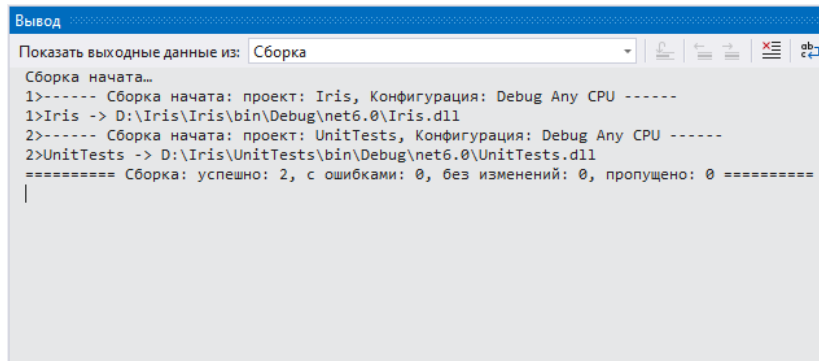 Вывод
Показать выходные данные из: Сборка
Сборка начата…
1>------ Сборка начата: проект: Iris, Конфигурация: Debug Any CPU ------
1>Iris -> D:\Iris\Iris\bin\Debug\net6.0\Iris.dll
2>------ Сборка начата: проект: UnitTests, Конфигурация: Debug Any CPU ------
2>UnitTests -> D:\Iris\UnitTests\bin\Debug\net6.0\UnitTests.dll
========== Сборка: успешно: 2, с ошибками: 0, без изменений: 0, пропущено: 0 ==========